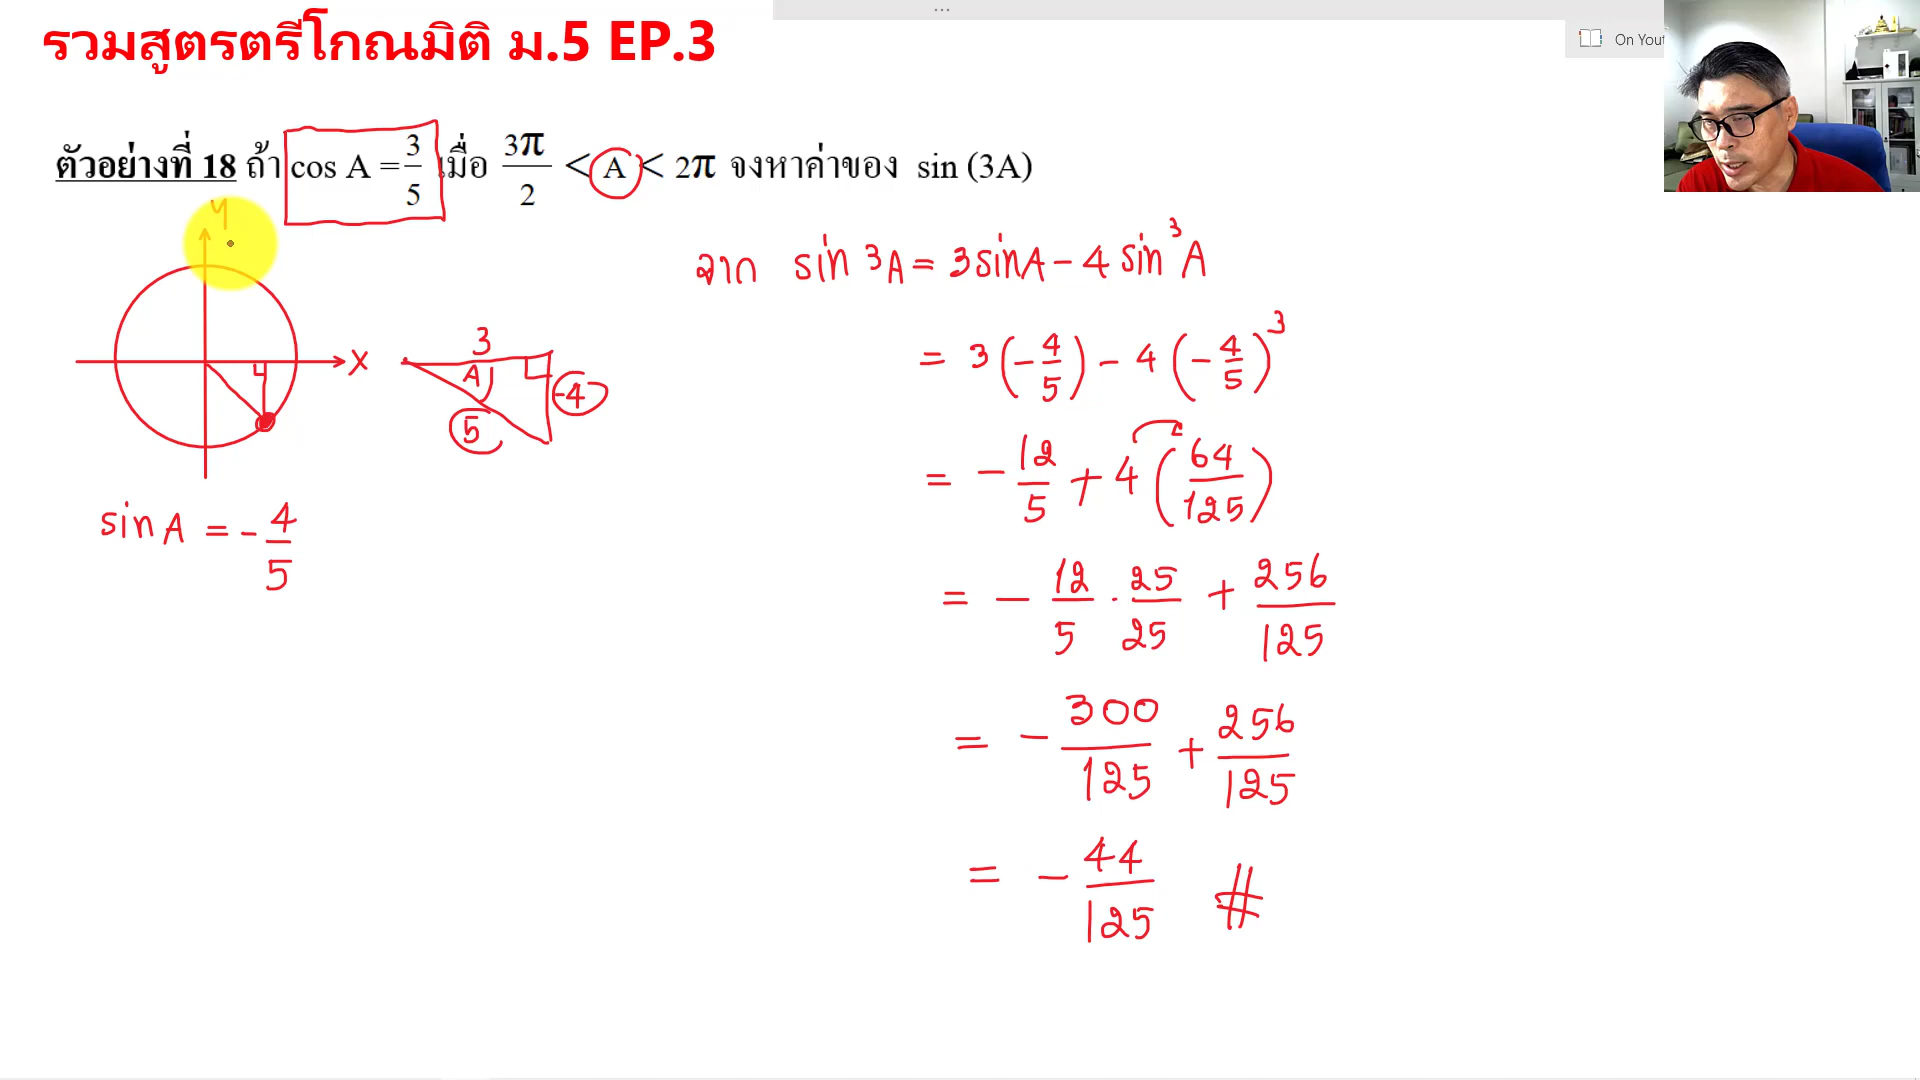 ...
รวมสูตรตรีโกณมิติ ม.5 EP.3
On Yout
ตัวอย่างที่ 18 ถ้า cos A = 3/5 เมื่อ 3π/2 < A < 2π จงหาค่าของ sin (3A)
Y
X
3
A
-4
5
sin A = - 4/5
จาก sin 3A = 3 sin A - 4 sin³ A
= 3 (- 4/5) - 4 (- 4/5)³
= - 12/5 + 4 (64/125)
= - 12/5 . 25/25 + 256/125
= - 300/125 + 256/125
= - 44/125 #